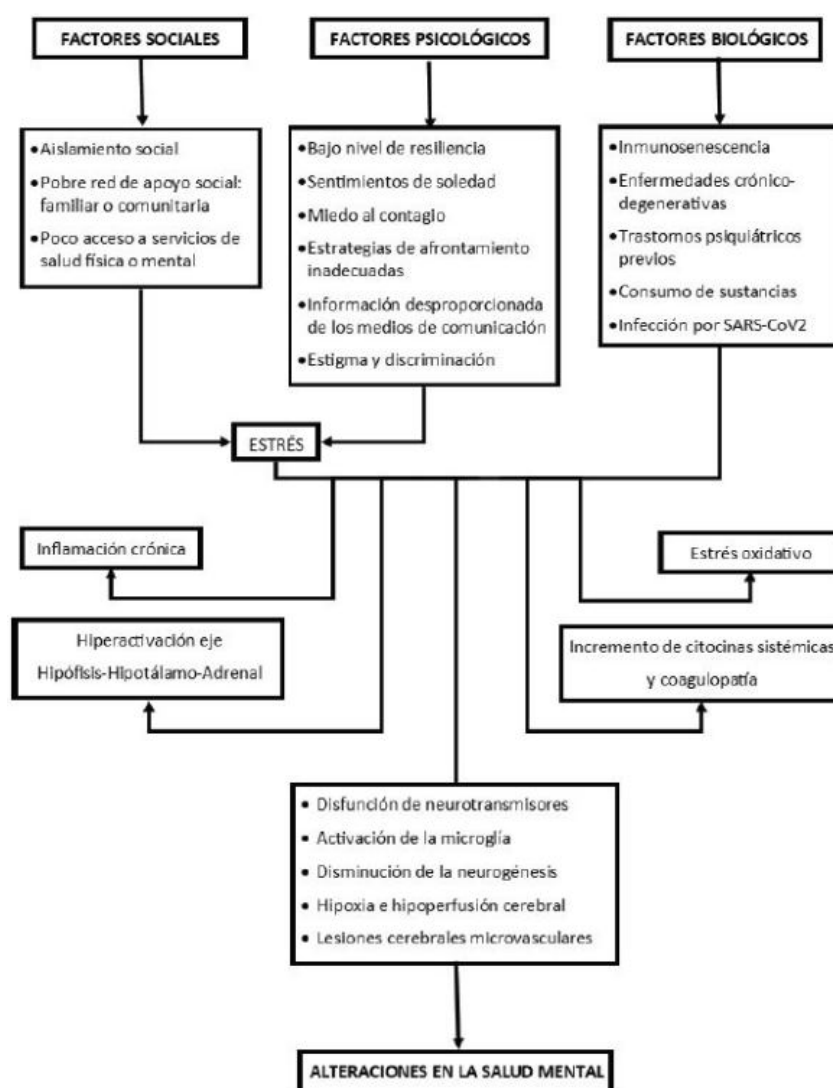 FACTORES SOCIALES
FACTORES PSICOLÓGICOS
FACTORES BIOLÓGICOS
•Aislamiento social
•Pobre red de apoyo social:
familiar o comunitaria
•Poco acceso a servicios de
salud física o mental
•Bajo nivel de resiliencia
•Sentimientos de soledad
•Miedo al contagio
•Estrategias de afrontamiento
inadecuadas
•Información desproporcionada
de los medios de comunicación
•Estigma y discriminación
•Inmunosenescencia
•Enfermedades crónico-
degenerativas
•Trastornos psiquiátricos
previos
•Consumo de sustancias
•Infección por SARS-CoV2
ESTRÉS
Inflamación crónica
Estrés oxidativo
Hiperactivación eje
Hipófisis-Hipotálamo-Adrenal
Incremento de citocinas sistémicas
y coagulopatía
• Disfunción de neurotransmisores
• Activación de la microglía
• Disminución de la neurogénesis
• Hipoxia e hipoperfusión cerebral
• Lesiones cerebrales microvasculares
ALTERACIONES EN LA SALUD MENTAL